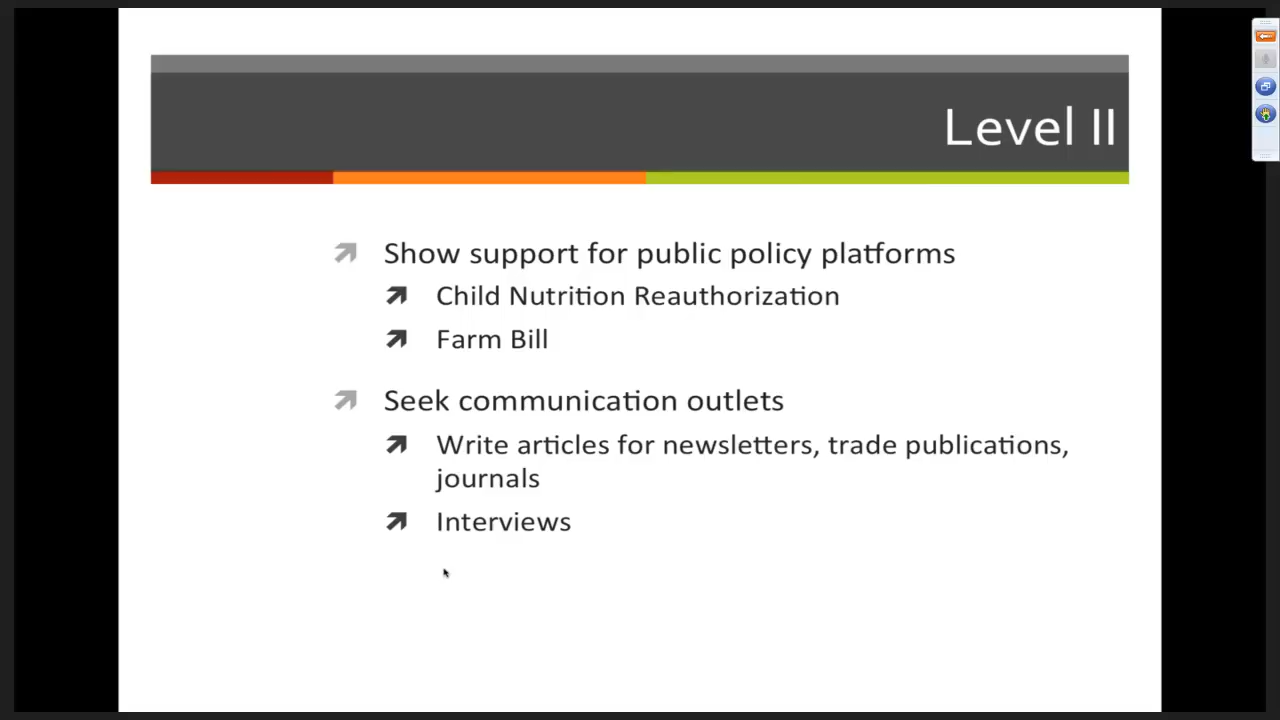 Level II
Show support for public policy platforms
Child Nutrition Reauthorization
Farm Bill
Seek communication outlets
Write articles for newsletters, trade publications,
journals
Interviews